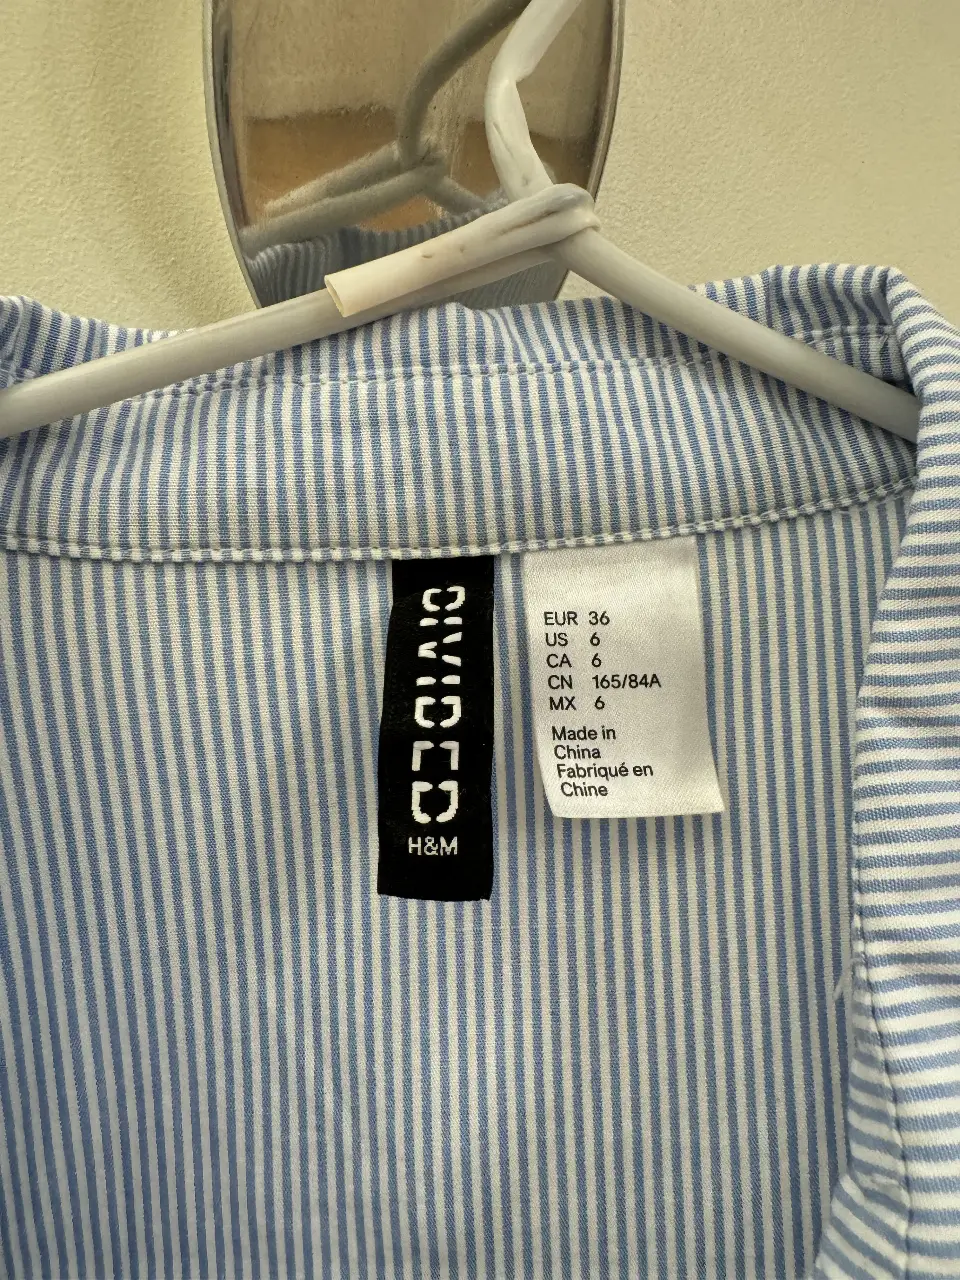 DIVIDED
H&M
EUR 36
US 6
CA 6
CN 165/84A
MX 6
Made in
China
Fabriqué en
Chine